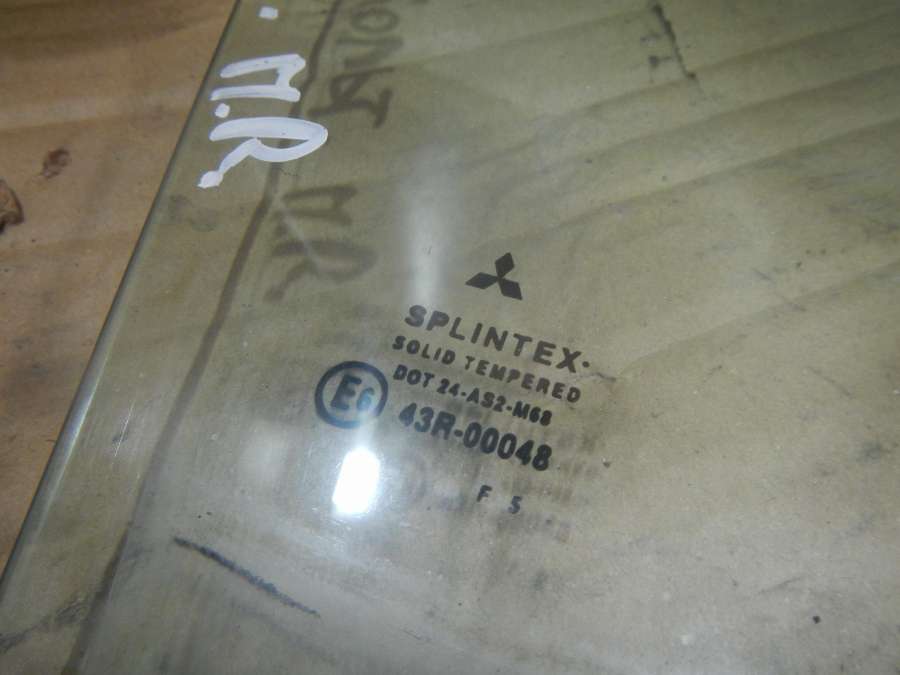 M.R
SPLINTEX
SOLID TEMPERED
DOT 24-AS2-M68
E6
43R-00048
F 5